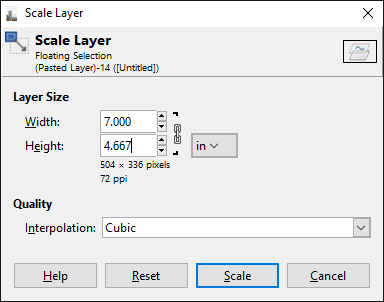 Scale Layer
Scale Layer
Floating Selection
(Pasted Layer)-14 ([Untitled])
Layer Size
Width: 7.000
Height: 4.667 in
504 × 336 pixels
72 ppi
Quality
Interpolation: Cubic
Help Reset Scale Cancel